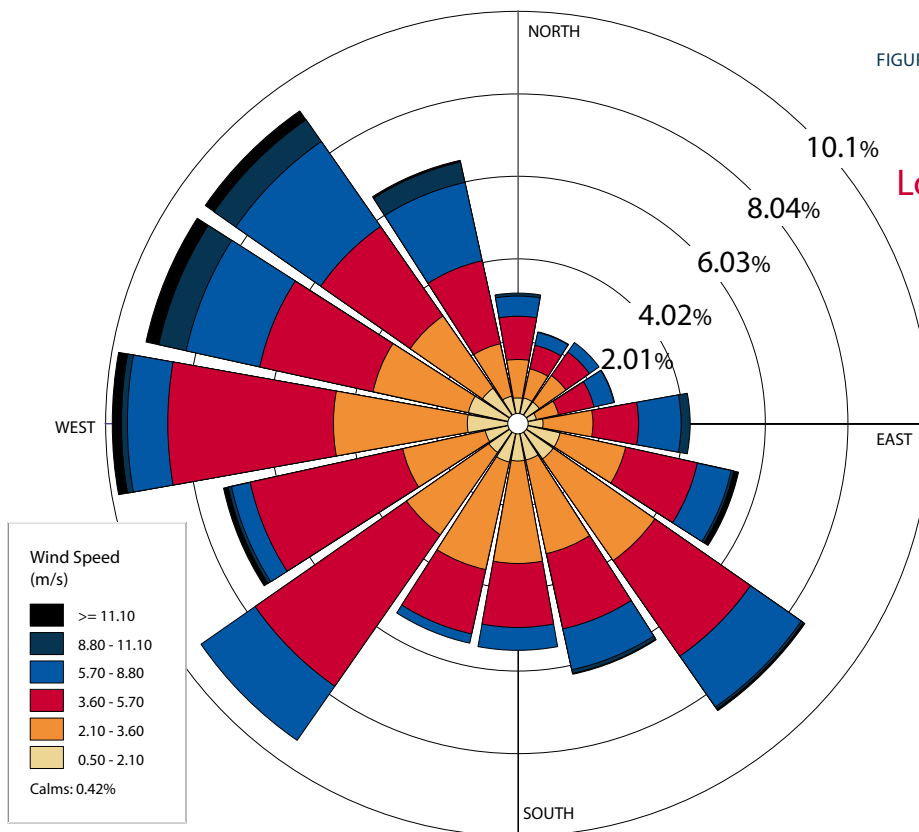 NORTH
FIGUR
10.1%
Lo
8.04%
6.03%
4.02%
2.01%
WEST
EAST
Wind Speed
(m/s)
>= 11.10
8.80 - 11.10
5.70 - 8.80
3.60 - 5.70
2.10 - 3.60
0.50 - 2.10
Calms: 0.42%
SOUTH